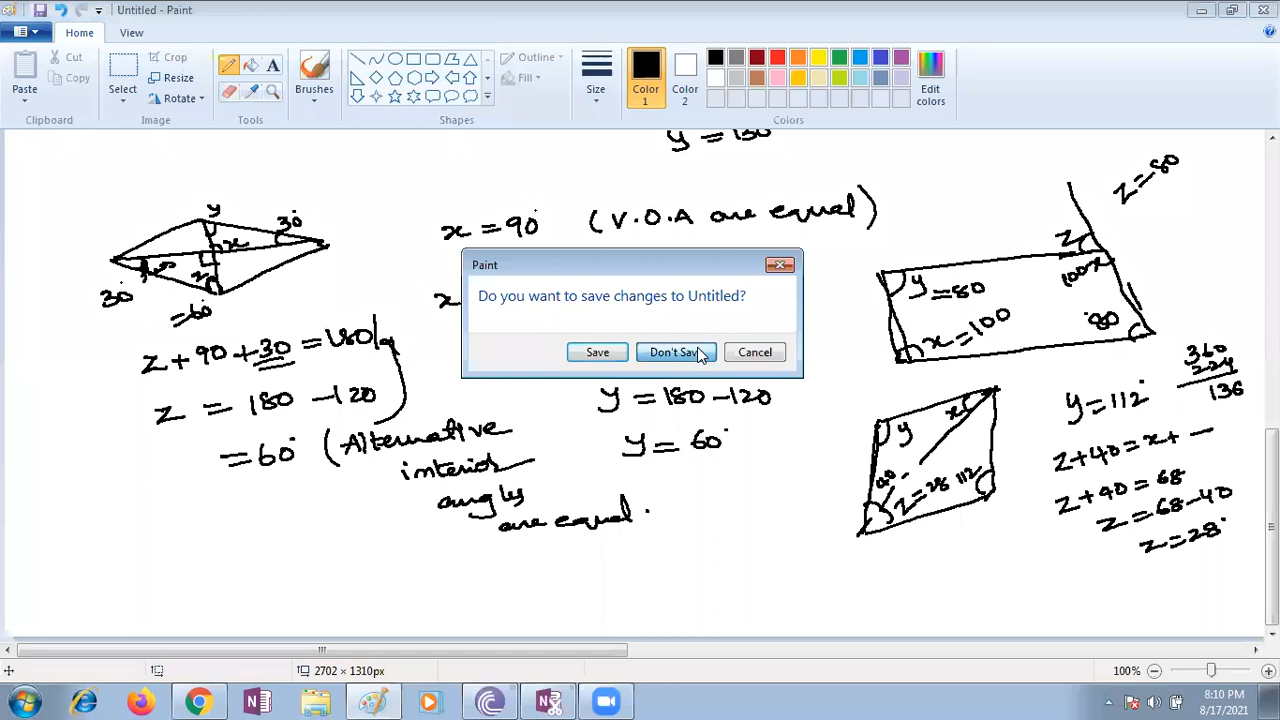 Untitled - Paint
Home
View
Paste
Cut
Copy
Clipboard
Select
Crop
Resize
Rotate
Image
Tools
Brushes
Shapes
Outline
Fill
Size
Color 1
Color 2
Colors
Edit colors
y = 130
z=80
y
30°
x
30°
z
=60°
z+90+30=180
z = 180 -120
=60° (Alternative
interior
angles
are equal.
x = 90° (V.O.A are equal)
x
Paint
Do you want to save changes to Untitled?
Save
Don't Save
Cancel
y = 180 -120
y = 60°
z
100
y=80
x=100
80
y
x
40
z=28
112
360
224
136
y=112°
z+40=x+
z+40=68
z=68-40
z=28°
2702 × 1310px
100%
8:10 PM
8/17/2021